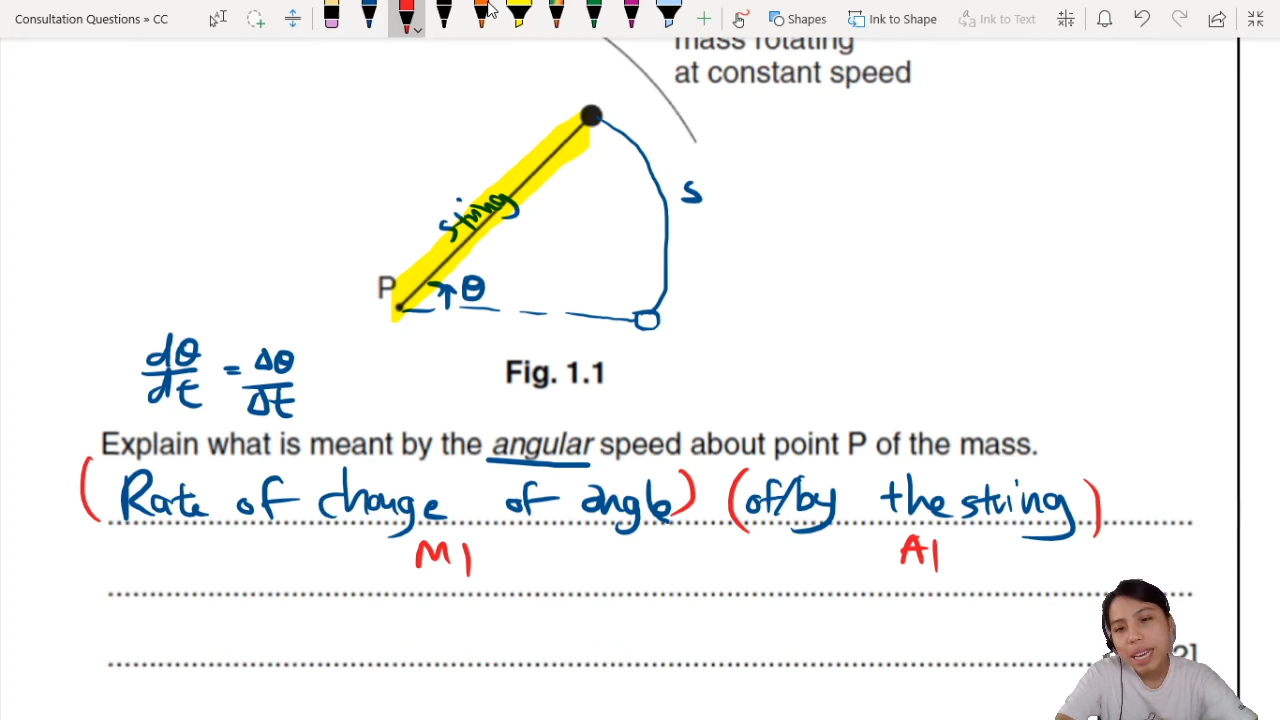 Consultation Questions » CC
Shapes
Ink to Shape
Ink to Text
mass rotating
at constant speed
string
s
P
θ
dθ/dt = Δθ/Δt
Fig. 1.1
Explain what is meant by the angular speed about point P of the mass.
(Rate of change of angle) (of/by the string)
M1 A1